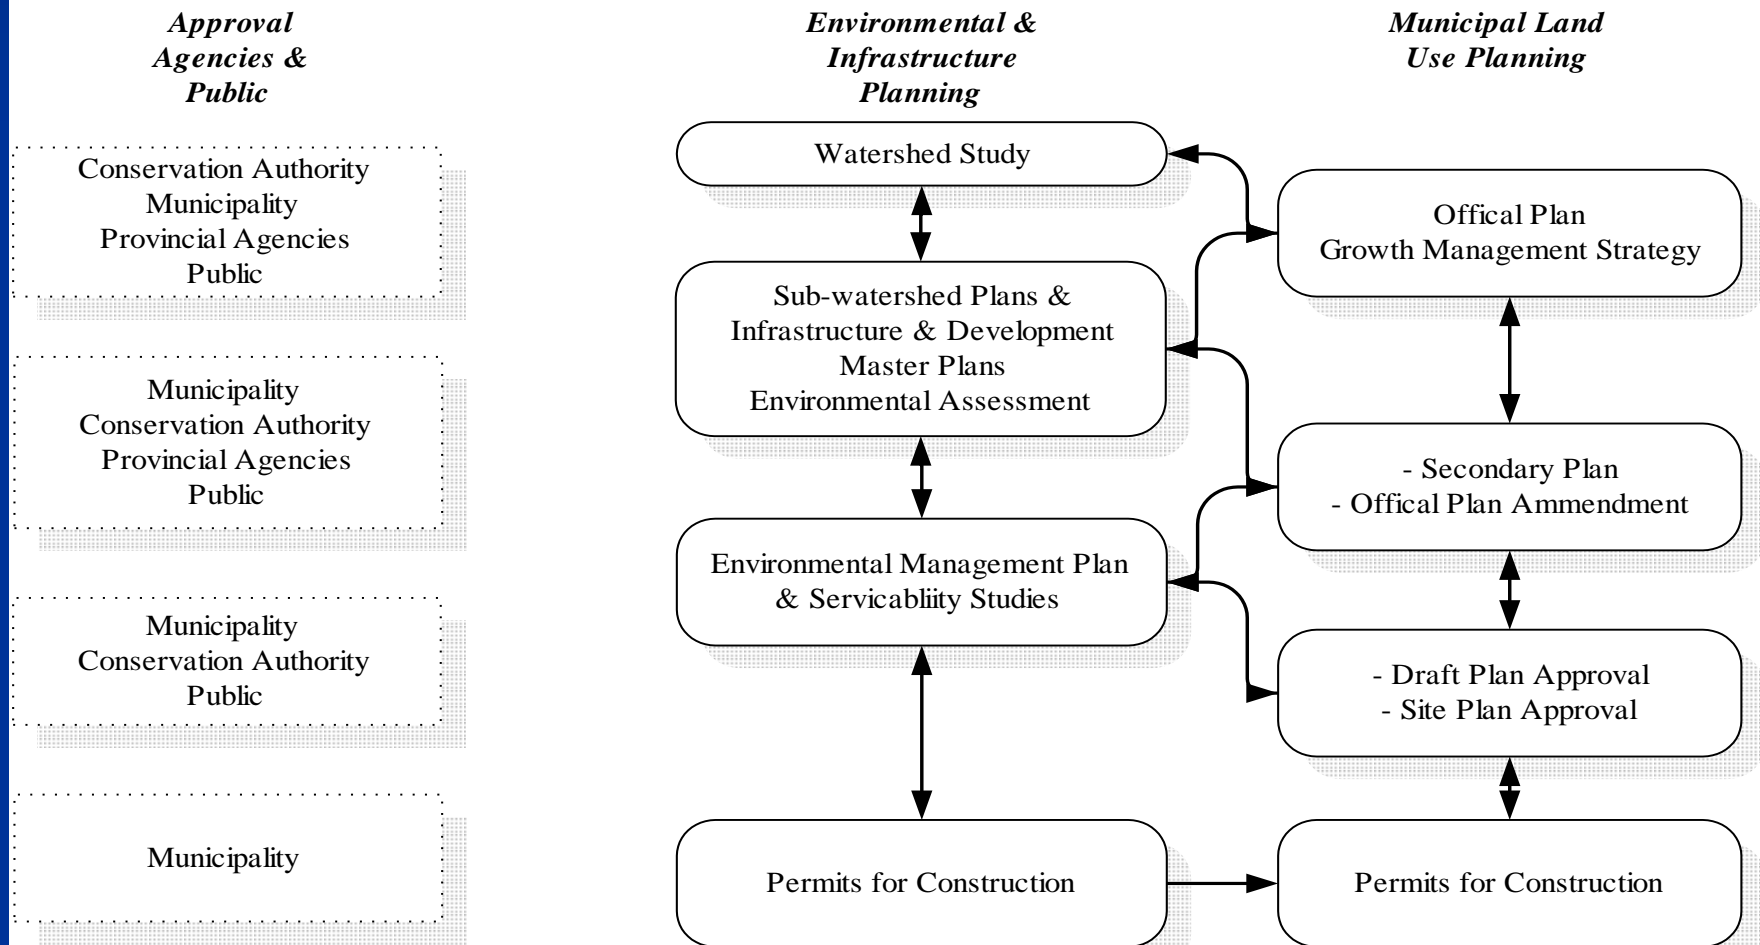 Approval
Agencies &
Public
Environmental &
Infrastructure
Planning
Municipal Land
Use Planning
Conservation Authority
Municipality
Provincial Agencies
Public
Municipality
Conservation Authority
Provincial Agencies
Public
Municipality
Conservation Authority
Public
Municipality
Watershed Study
Sub-watershed Plans &
Infrastructure & Development
Master Plans
Environmental Assessment
Environmental Management Plan
& Servicabliity Studies
Permits for Construction
Offical Plan
Growth Management Strategy
- Secondary Plan
- Offical Plan Ammendment
- Draft Plan Approval
- Site Plan Approval
Permits for Construction